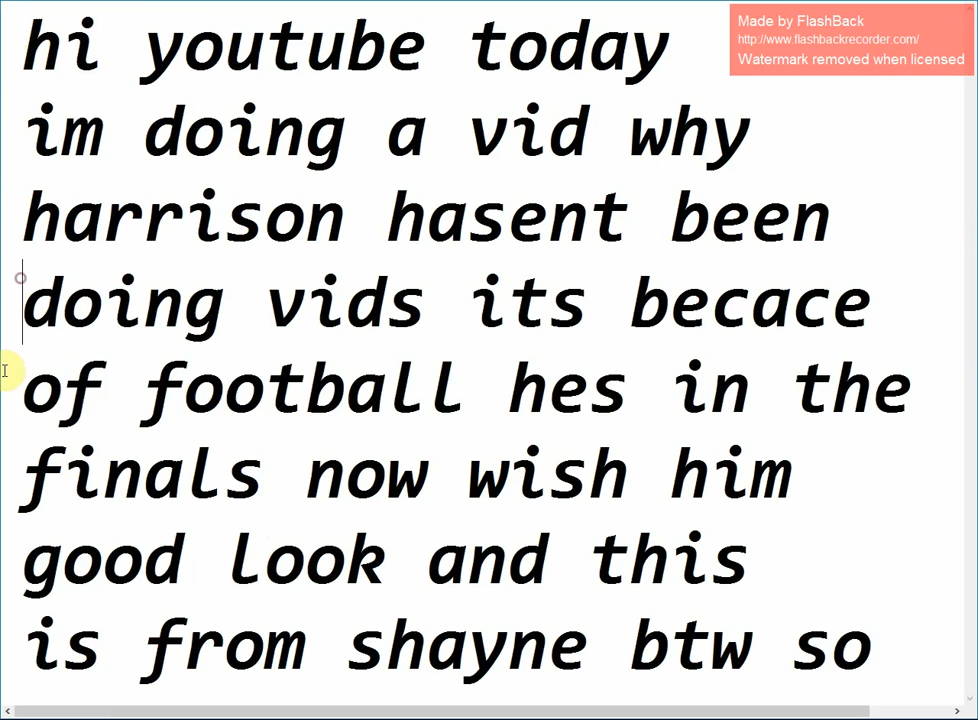 hi youtube today
im doing a vid why
harrison hasent been
doing vids its becace
of football hes in the
finals now wish him
good look and this
is from shayne btw so
Made by FlashBack
http://www.flashbackrecorder.com/
Watermark removed when licensed